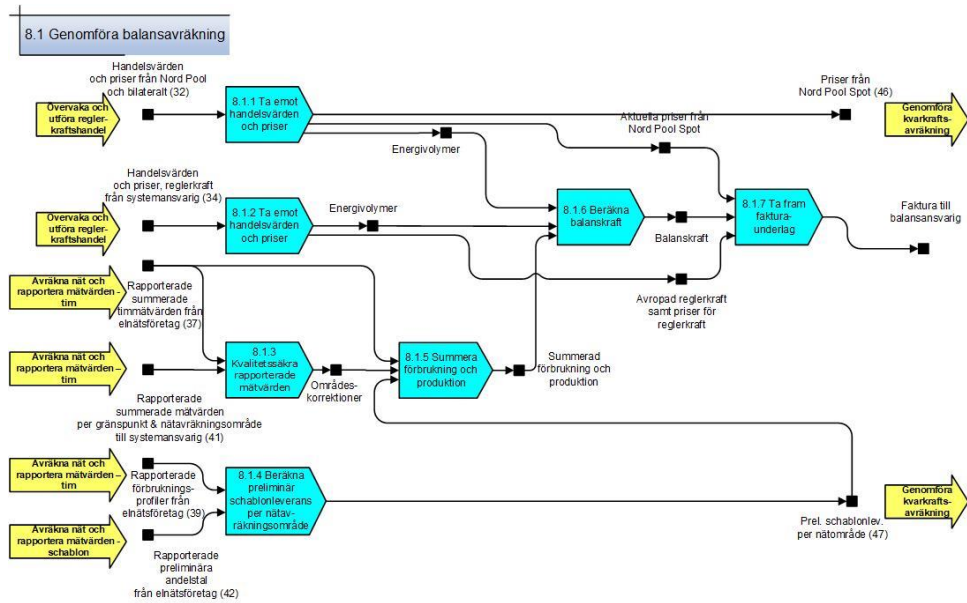 8.1 Genomföra balansavräkning
Handelsvärden
och priser från Nord Pool
och bilateralt (32)
Övervaka och
utföra regler-
kraftshandel
8.1.1 Ta emot
handelsvärden
och priser
Priser från
Nord Pool Spot (46)
Genomföra
kvarkrafts-
avräkning
Aktuella priser från
Nord Pool Spot
Energivolymer
Handelsvärden
och priser, reglerkraft
från systemansvarig (34)
Övervaka och
utföra regler-
kraftshandel
8.1.2 Ta emot
handelsvärden
och priser
Energivolymer
8.1.6 Beräkna
balanskraft
Balanskraft
8.1.7 Ta fram
faktura-
underlag
Faktura till
balansansvarig
Avräkna nät och
rapportera mätvärden -
tim
Rapporterade
summerade
timmätvärden från
elnätsföretag (37)
Avropad reglerkraft
samt priser för
reglerkraft
Avräkna nät och
rapportera mätvärden –
tim
8.1.3
Kvalitetssäkra
rapporterade
mätvärden
Områdes-
korrektioner
8.1.5 Summera
förbrukning och
produktion
Summerad
förbrukning och
produktion
Rapporterade
summerade mätvärden
per gränspunkt & nätavräkningsområde
till systemansvarig (41)
Avräkna nät och
rapportera mätvärden –
tim
Rapporterade
förbruknings-
profiler från
elnätsföretag (39)
8.1.4 Beräkna
preliminär
schablonleverans
per nätav-
räkningsområde
Prel. schablonlev.
per nätområde (47)
Genomföra
kvarkrafts-
avräkning
Avräkna nät och
rapportera mätvärden -
schablon
Rapporterade
preliminära
andelstal
från elnätsföretag (42)